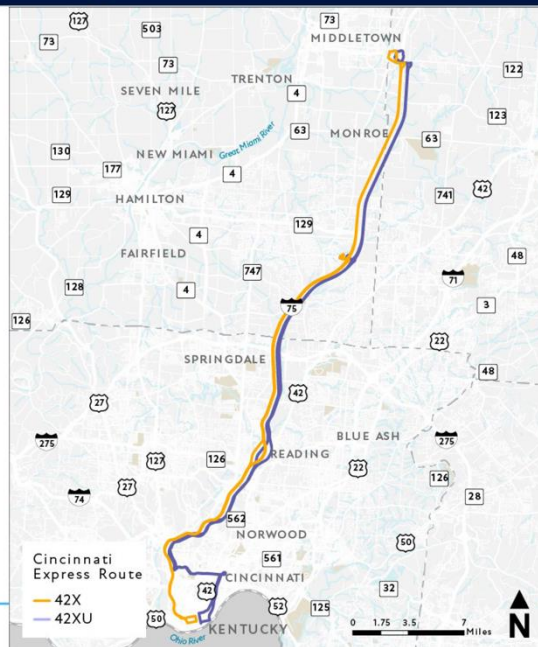 127
503
73
73
MIDDLETOWN
73
TRENTON
122
SEVEN MILE
4
127
123
63
MONROE
63
130
NEW MIAMI
Great Miami River
177
4
129
741
42
HAMILTON
129
4
FAIRFIELD
48
747
71
128
4
75
3
126
22
SPRINGDALE
48
42
27
BLUE ASH
275
READING
275
127
126
22
126
27
74
28
562
NORWOOD
50
561
Cincinnati
Express Route
42X
42XU
CINCINNATI
42
32
50
52
125
KENTUCKY
Ohio River
0 1.75 3.5 7
Miles
N